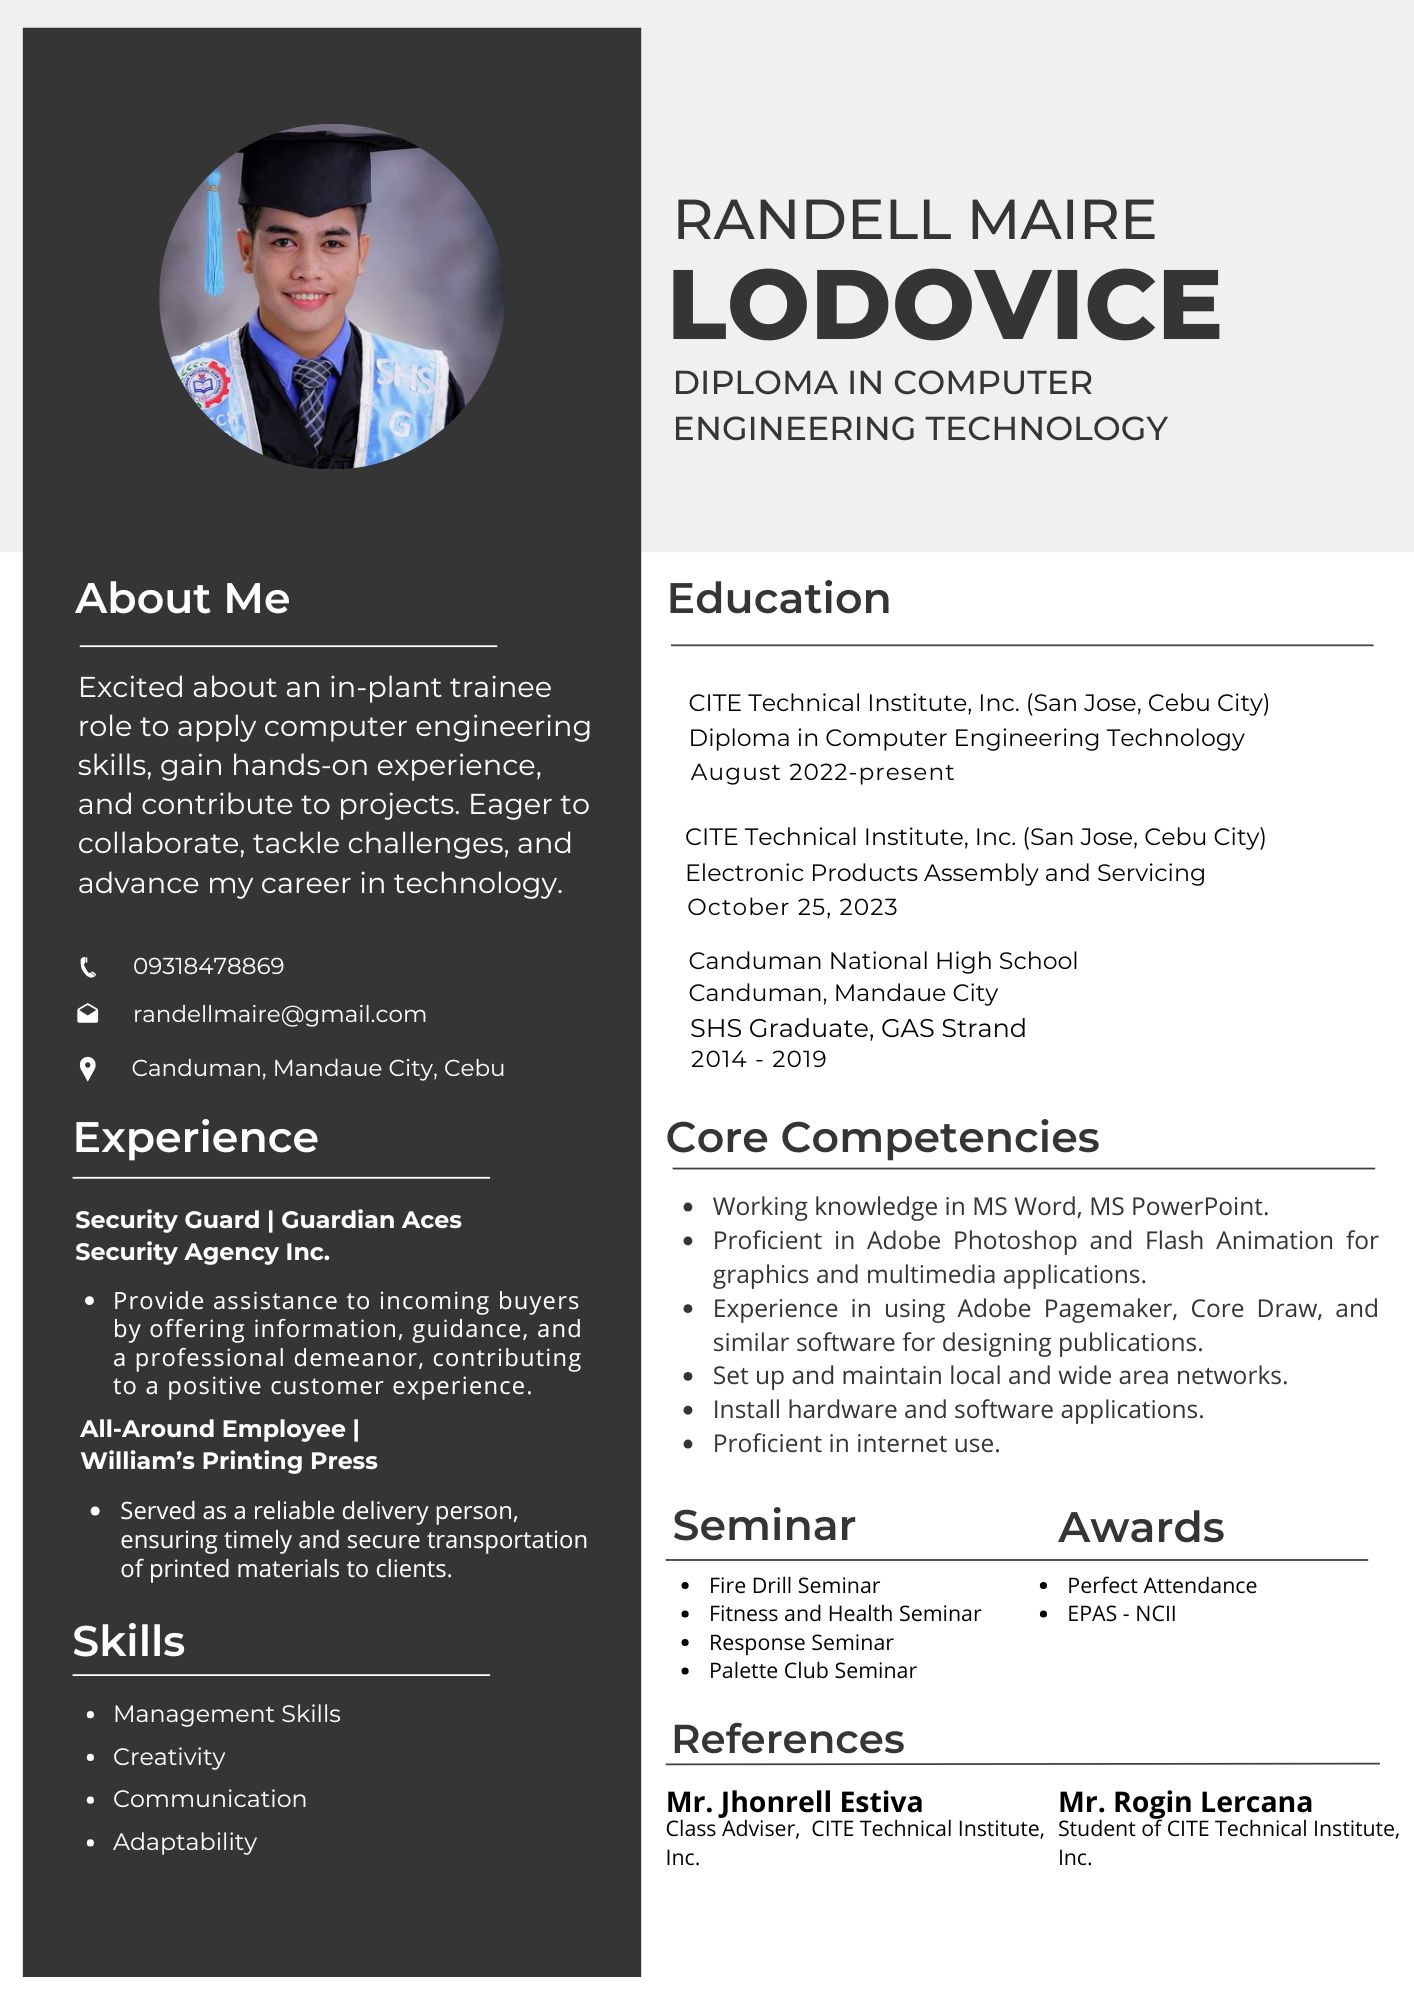 SHS
G
RANDELL MAIRE
LODOVICE
DIPLOMA IN COMPUTER
ENGINEERING TECHNOLOGY
About Me
Excited about an in-plant trainee
role to apply computer engineering
skills, gain hands-on experience,
and contribute to projects. Eager to
collaborate, tackle challenges, and
advance my career in technology.
09318478869
randellmaire@gmail.com
Canduman, Mandaue City, Cebu
Experience
Security Guard | Guardian Aces
Security Agency Inc.
• Provide assistance to incoming buyers
by offering information, guidance, and
a professional demeanor, contributing
to a positive customer experience.
All-Around Employee |
William’s Printing Press
• Served as a reliable delivery person,
ensuring timely and secure transportation
of printed materials to clients.
Skills
• Management Skills
• Creativity
• Communication
• Adaptability
Education
CITE Technical Institute, Inc. (San Jose, Cebu City)
Diploma in Computer Engineering Technology
August 2022-present
CITE Technical Institute, Inc. (San Jose, Cebu City)
Electronic Products Assembly and Servicing
October 25, 2023
Canduman National High School
Canduman, Mandaue City
SHS Graduate, GAS Strand
2014 - 2019
Core Competencies
• Working knowledge in MS Word, MS PowerPoint.
• Proficient in Adobe Photoshop and Flash Animation for
graphics and multimedia applications.
• Experience in using Adobe Pagemaker, Core Draw, and
similar software for designing publications.
• Set up and maintain local and wide area networks.
• Install hardware and software applications.
• Proficient in internet use.
Seminar
• Fire Drill Seminar
• Fitness and Health Seminar
• Response Seminar
• Palette Club Seminar
Awards
• Perfect Attendance
• EPAS - NCII
References
Mr. Jhonrell Estiva
Class Adviser,  CITE Technical Institute,
Inc.
Mr. Rogin Lercana
Student of CITE Technical Institute,
Inc.